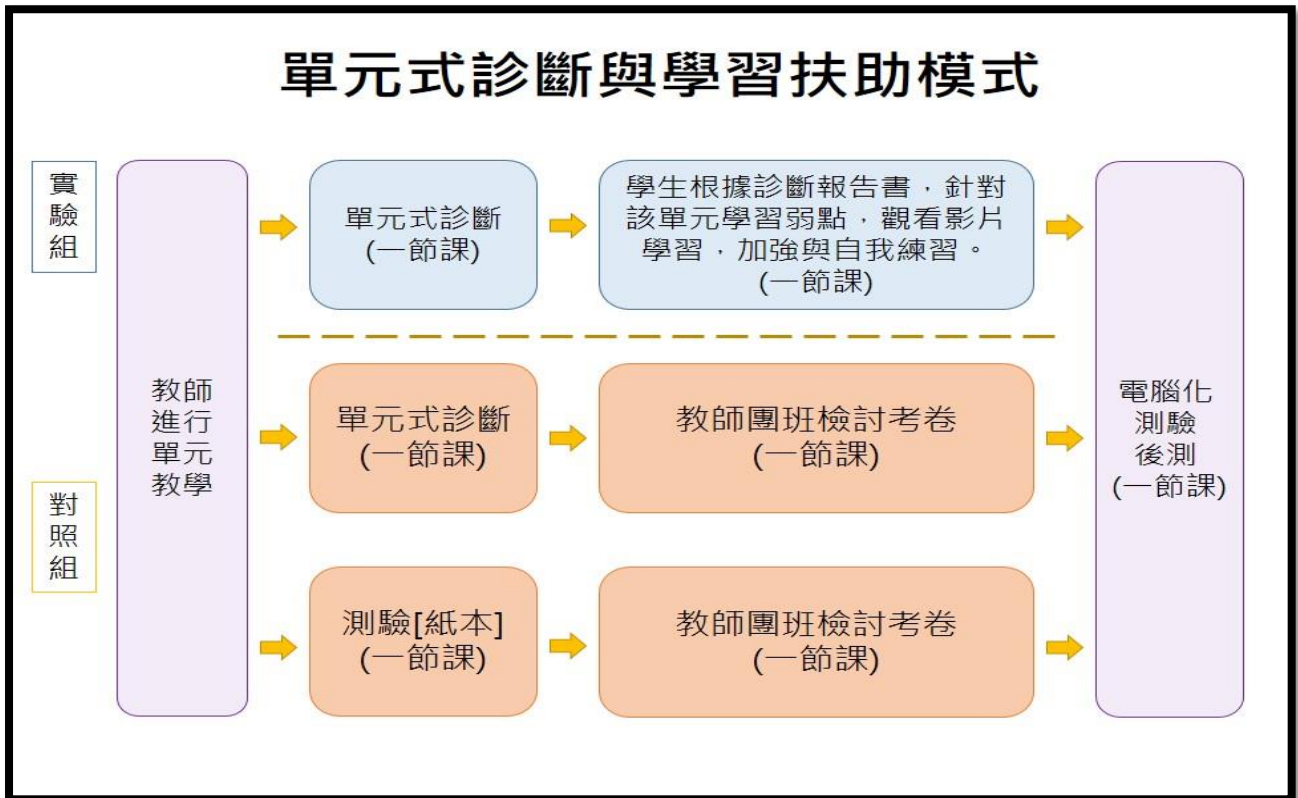 單元式診斷與學習扶助模式
實
驗
組
對
照
組
教師
進行
單元
教學
單元式診斷
(一節課)
學生根據診斷報告書，針對
該單元學習弱點，觀看影片
學習，加強與自我練習。
(一節課)
單元式診斷
(一節課)
教師團班檢討考卷
(一節課)
測驗[紙本]
(一節課)
教師團班檢討考卷
(一節課)
電腦化
測驗
後測
(一節課)